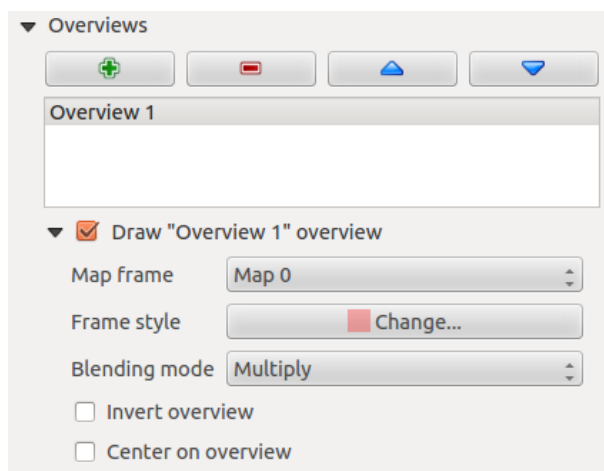 Overviews
Overview 1
Draw "Overview 1" overview
Map frame Map 0
Frame style Change...
Blending mode Multiply
Invert overview
Center on overview